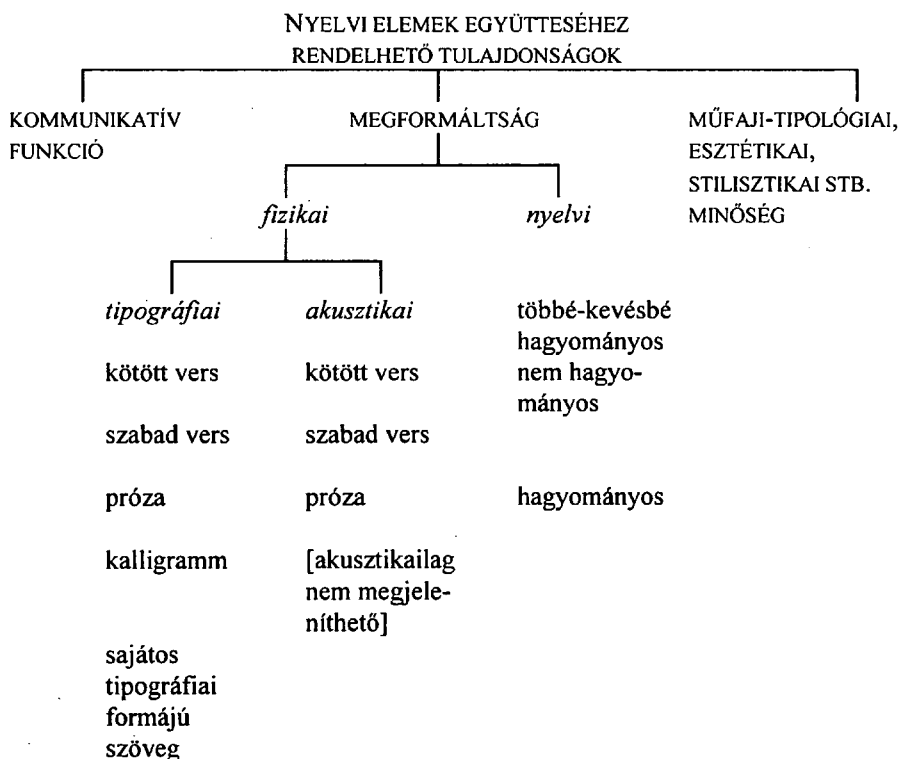 NYELVI ELEMEK EGYÜTTESÉHEZ
RENDELHETŐ TULAJDONSÁGOK
KOMMUNIKATÍV
FUNKCIÓ
MEGFORMÁLTSÁG
MŰFAJI-TIPOLÓGIAI,
ESZTÉTIKAI,
STILISZTIKAI STB.
MINŐSÉG
fizikai
nyelvi
tipográfiai
akusztikai
többé-kevésbé
hagyományos
kötött vers
kötött vers
nem hagyo-
mányos
szabad vers
szabad vers
próza
próza
hagyományos
kalligramm
[akusztikailag
nem megjele-
níthető]
sajátos
tipográfiai
formájú
szöveg